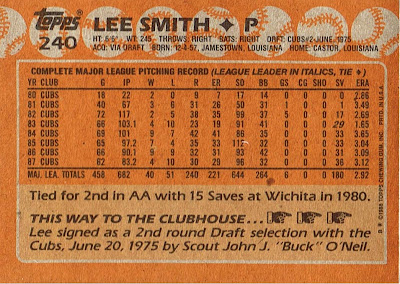 Topps LEE SMITH ♦ P
240 HT: 6'6" WT: 245 THROWS: RIGHT BATS: RIGHT DRFT: CUBS #2-JUNE, 1975
ACQ: VIA DRAFT BORN: 12-4-57, JAMESTOWN, LOUISIANA HOME: CASTOR, LOUISIANA
COMPLETE MAJOR LEAGUE PITCHING RECORD (LEAGUE LEADER IN ITALICS, TIE ♦)
YR CLUB G IP W L R ER SO BB GS CG SHO SV ERA
80 CUBS 18 22 2 0 9 7 17 14 0 0 0 0 2.86
81 CUBS 40 67 3 6 31 26 50 31 1 0 0 1 3.49
82 CUBS 72 117 2 5 38 35 99 37 5 0 0 17 2.69
83 CUBS 66 103.1 4 10 23 19 91 41 0 0 0 29 1.65
84 CUBS 69 101 9 7 42 41 86 35 0 0 0 33 3.65
85 CUBS 65 97.2 7 4 35 33 112 32 0 0 0 33 3.04
86 CUBS 66 90.1 9 9 32 31 93 42 0 0 0 31 3.09
87 CUBS 62 83.2 4 10 30 29 96 32 0 0 0 36 3.12
MAJ. LEA. TOTALS 458 682 40 51 240 221 644 264 6 0 0 180 2.92
Tied for 2nd in AA with 15 Saves at Wichita in 1980.
THIS WAY TO THE CLUBHOUSE...
Lee signed as a 2nd round Draft selection with the
Cubs, June 20, 1975 by Scout John J. "Buck" O'Neil.